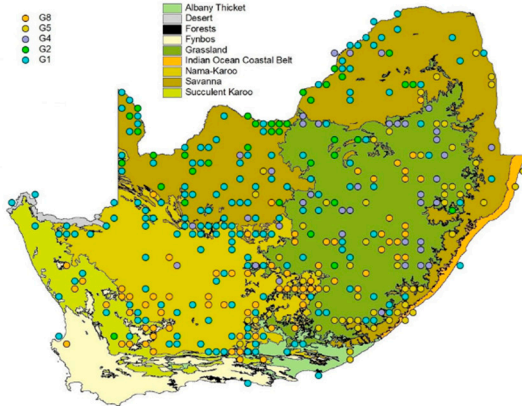 G8
G5
G4
G2
G1
Albany Thicket
Desert
Forests
Fynbos
Grassland
Indian Ocean Coastal Belt
Nama-Karoo
Savanna
Succulent Karoo